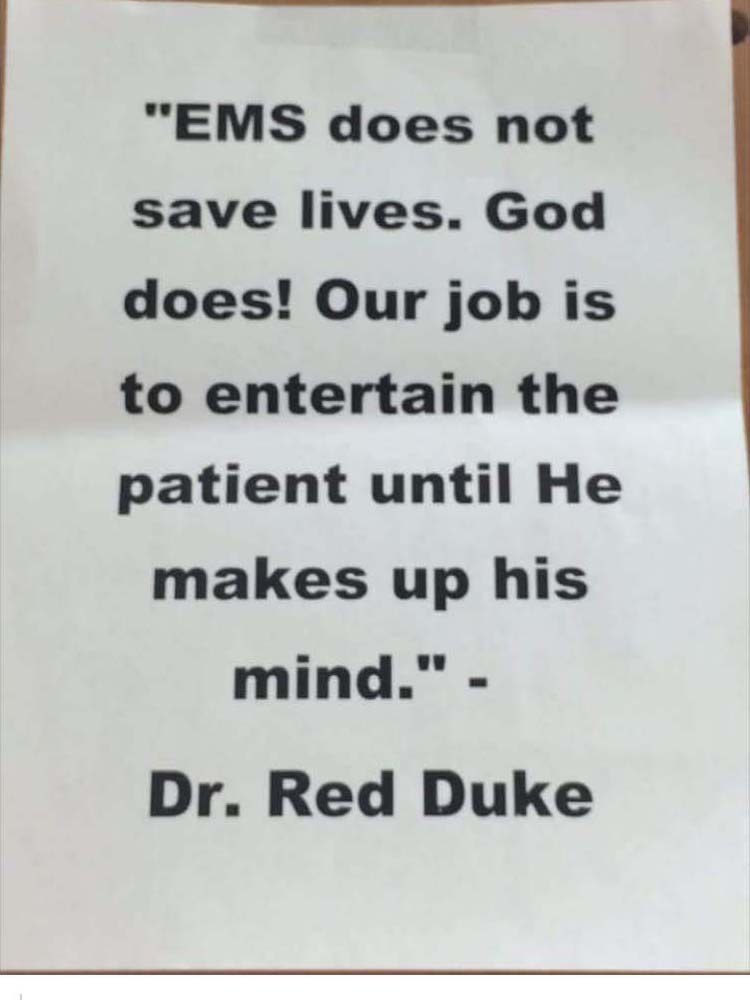 "EMS does not
save lives. God
does! Our job is
to entertain the
patient until He
makes up his
mind." -
Dr. Red Duke